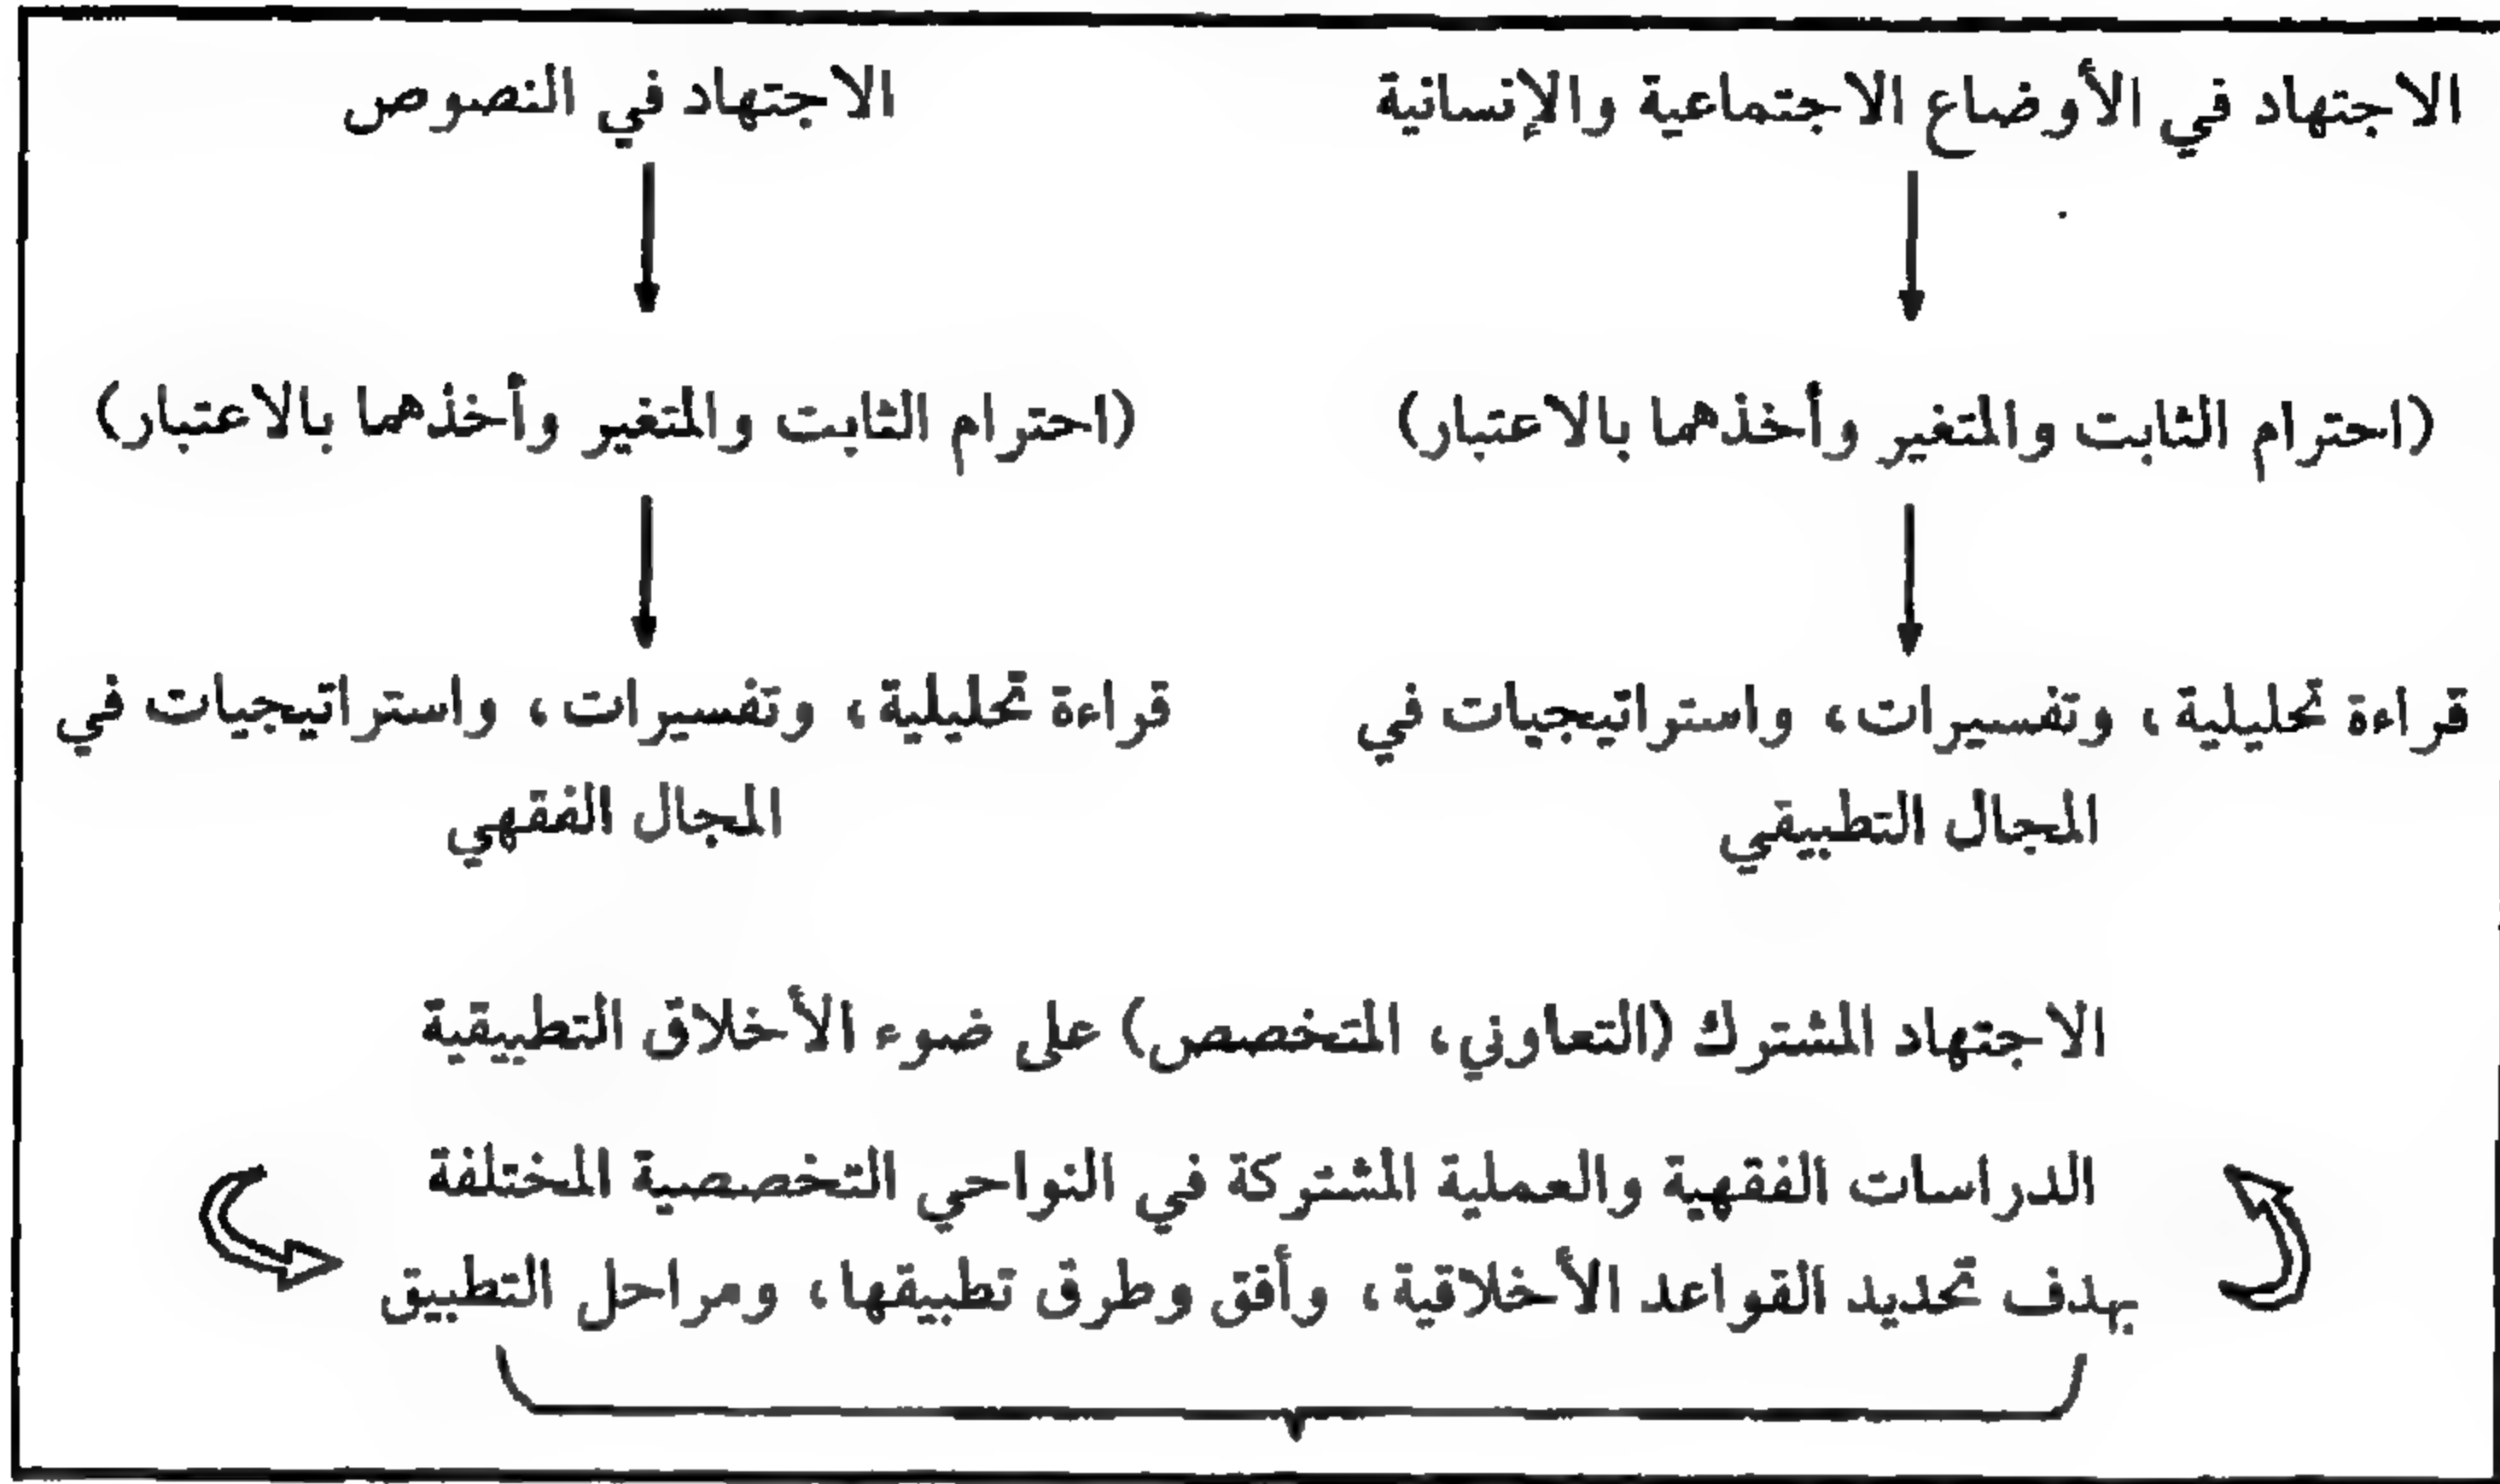 الاجتهاد في الأوضاع الاجتماعية والإنسانية
(احترام الثابت والمتغير وأخذهما بالاعتبار)
قراءة تحليلية، وتفسيرات، واستراتيجيات في
المجال التطبيقي
الاجتهاد في النصوص
(احترام الثابت والمتغير وأخذهما بالاعتبار)
قراءة تحليلية، وتفسيرات، واستراتيجيات في
المجال الفقهي
الاجتهاد المشترك (التعاوني، المتخصص) على ضوء الأخلاق التطبيقية
الدراسات الفقهية والعملية المشتركة في النواحي التخصصية المختلفة
بهدف تحديد القواعد الأخلاقية، وأفق وطرق تطبيقها، ومراحل التطبيق